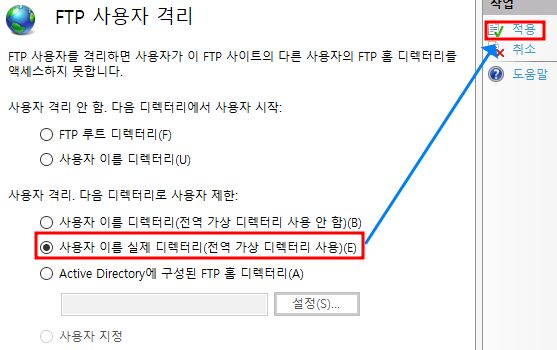 FTP 사용자 격리
FTP 사용자를 격리하면 사용자가 이 FTP 사이트의 다른 사용자의 FTP 홈 디렉터리를
액세스하지 못합니다.
사용자 격리 안 함. 다음 디렉터리에서 사용자 시작:
FTP 루트 디렉터리(F)
사용자 이름 디렉터리(U)
사용자 격리. 다음 디렉터리로 사용자 제한:
사용자 이름 디렉터리(전역 가상 디렉터리 사용 안 함)(B)
사용자 이름 실제 디렉터리(전역 가상 디렉터리 사용)(E)
Active Directory에 구성된 FTP 홈 디렉터리(A)
설정(S)...
사용자 지정
작업
적용
취소
도움말